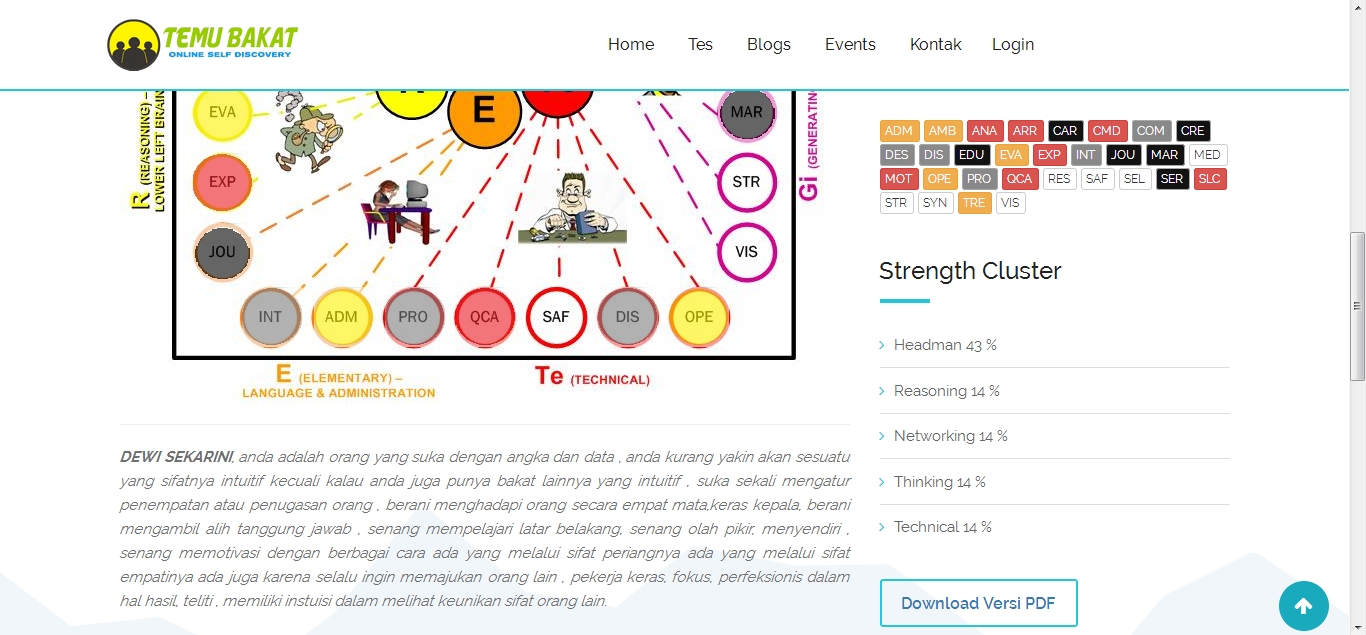 TEMU BAKAT
ONLINE SELF DISCOVERY
Home Tes Blogs Events Kontak Login
R (REASONING) –
LOWER LEFT BRAIN
EVA
EXP
JOU
E
INT ADM PRO QCA SAF DIS OPE
MAR
STR
VIS
Gi (GENERATING
E (ELEMENTARY) –
LANGUAGE & ADMINISTRATION
Te (TECHNICAL)
DEWI SEKARINI, anda adalah orang yang suka dengan angka dan data , anda kurang yakin akan sesuatu
yang sifatnya intuitif kecuali kalau anda juga punya bakat lainnya yang intuitif , suka sekali mengatur
penempatan atau penugasan orang , berani menghadapi orang secara empat mata,keras kepala, berani
mengambil alih tanggung jawab , senang mempelajari latar belakang, senang olah pikir, menyendiri ,
senang memotivasi dengan berbagai cara ada yang melalui sifat periangnya ada yang melalui sifat
empatinya ada juga karena selalu ingin memajukan orang lain , pekerja keras, fokus, perfeksionis dalam
hal hasil, teliti , memiliki instuisi dalam melihat keunikan sifat orang lain.
ADM AMB ANA ARR CAR CMD COM CRE
DES DIS EDU EVA EXP INT JOU MAR MED
MOT OPE PRO QCA RES SAF SEL SER SLC
STR SYN TRE VIS
Strength Cluster
Headman 43 %
Reasoning 14 %
Networking 14 %
Thinking 14 %
Technical 14 %
Download Versi PDF